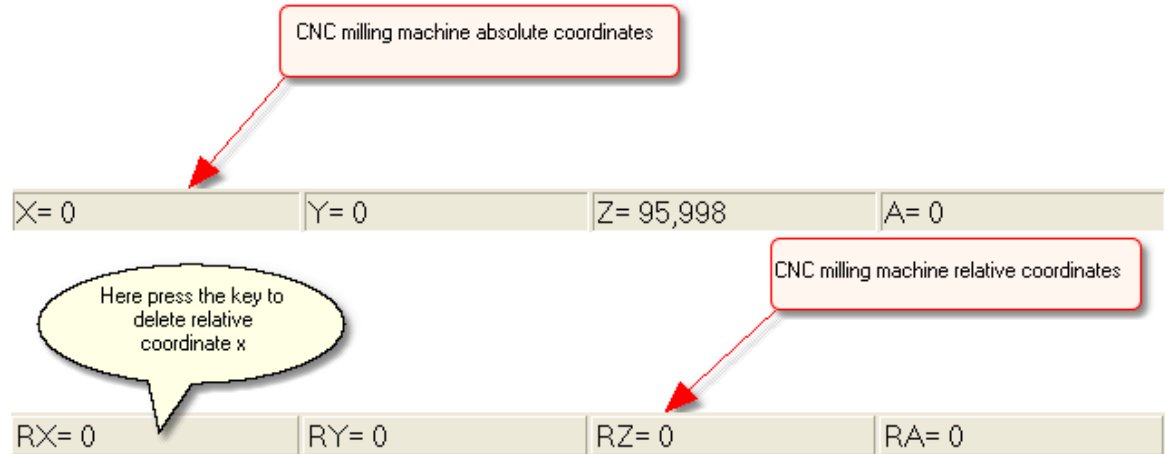 CNC milling machine absolute coordinates
X= 0 Y= 0 Z= 95,998 A= 0
CNC milling machine relative coordinates
Here press the key to
delete relative
coordinate x
RX= 0 RY= 0 RZ= 0 RA= 0